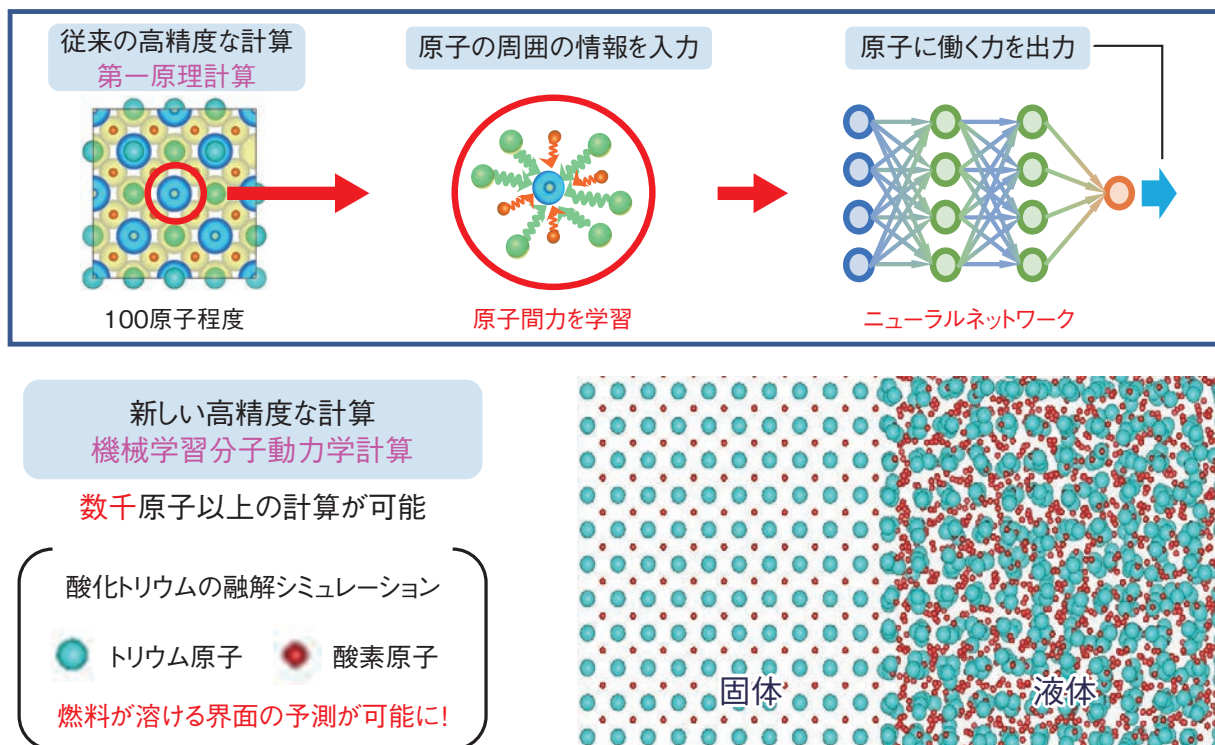 従来の高精度な計算
第一原理計算
100原子程度
原子の周囲の情報を入力
原子間力を学習
原子に働く力を出力
ニューラルネットワーク
新しい高精度な計算
機械学習分子動力学計算
数千原子以上の計算が可能
酸化トリウムの融解シミュレーション
トリウム原子 酸素原子
燃料が溶ける界面の予測が可能に!
固体
液体